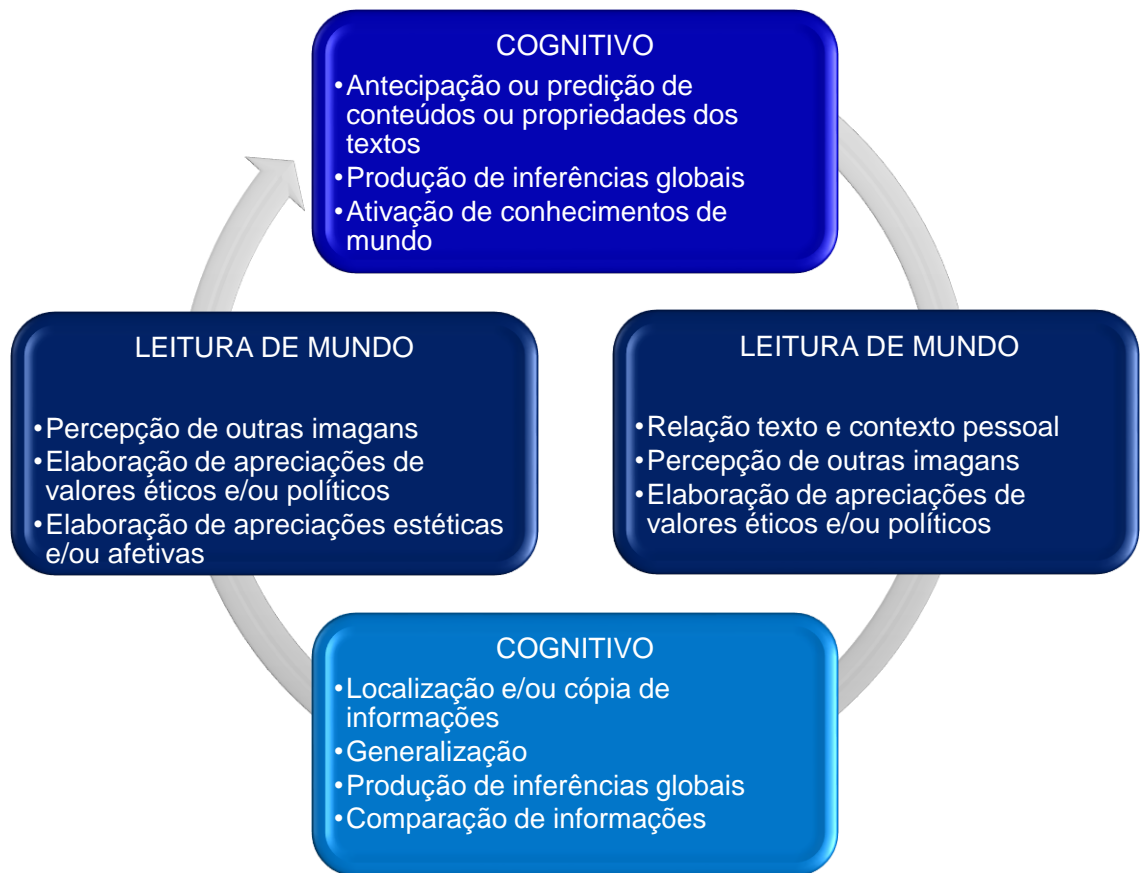 COGNITIVO
•Antecipação ou predição de
conteúdos ou propriedades dos
textos
•Produção de inferências globais
•Ativação de conhecimentos de
mundo
LEITURA DE MUNDO
•Percepção de outras imagans
•Elaboração de apreciações de
valores éticos e/ou políticos
•Elaboração de apreciações estéticas
e/ou afetivas
LEITURA DE MUNDO
•Relação texto e contexto pessoal
•Percepção de outras imagans
•Elaboração de apreciações de
valores éticos e/ou políticos
COGNITIVO
•Localização e/ou cópia de
informações
•Generalização
•Produção de inferências globais
•Comparação de informações